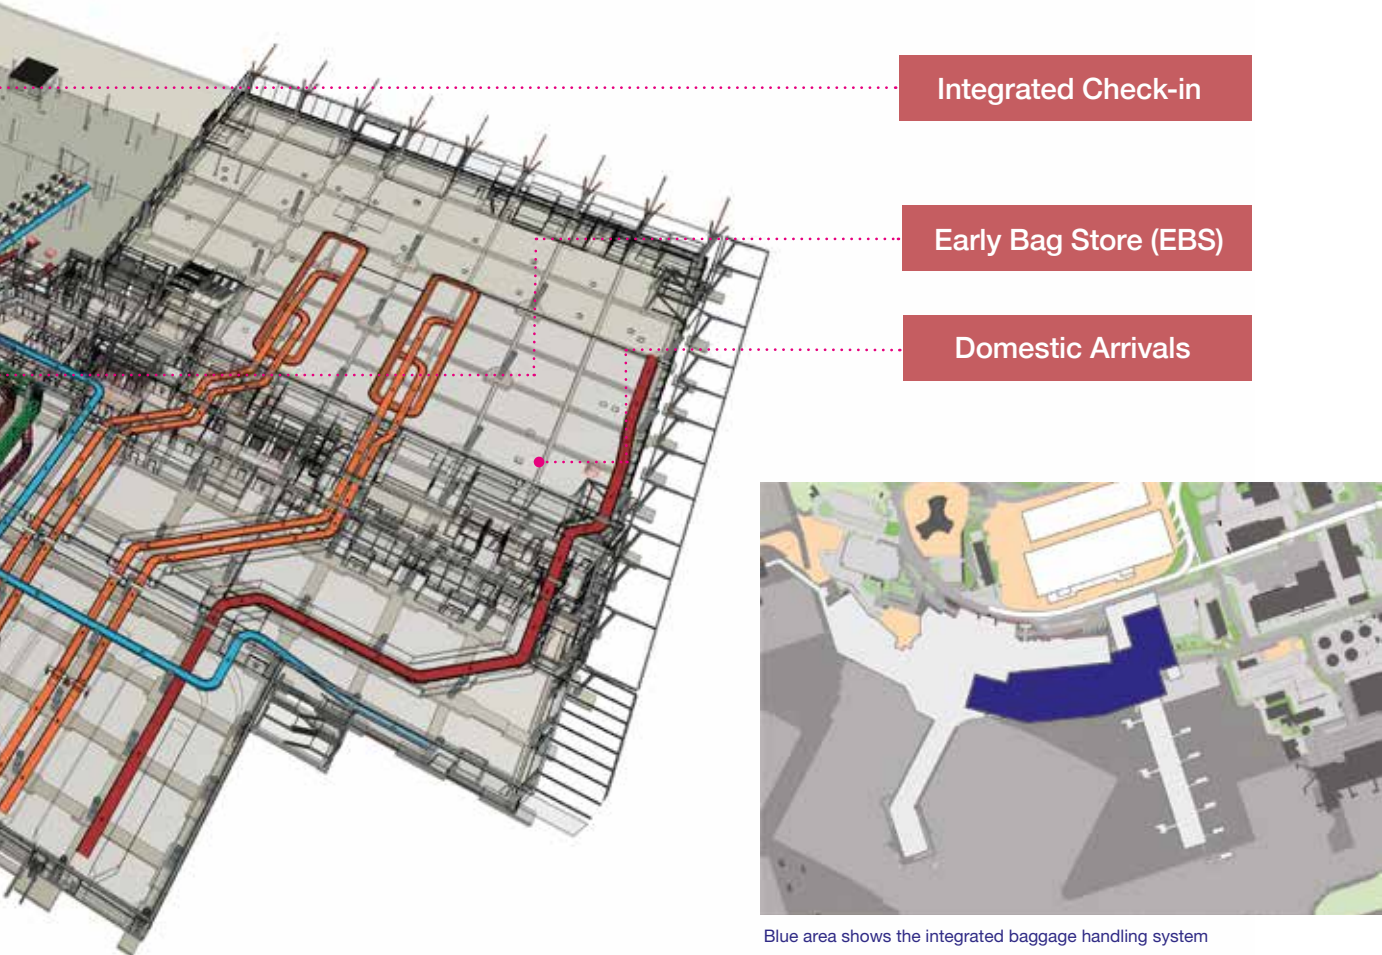 Integrated Check-in
Early Bag Store (EBS)
Domestic Arrivals
Blue area shows the integrated baggage handling system